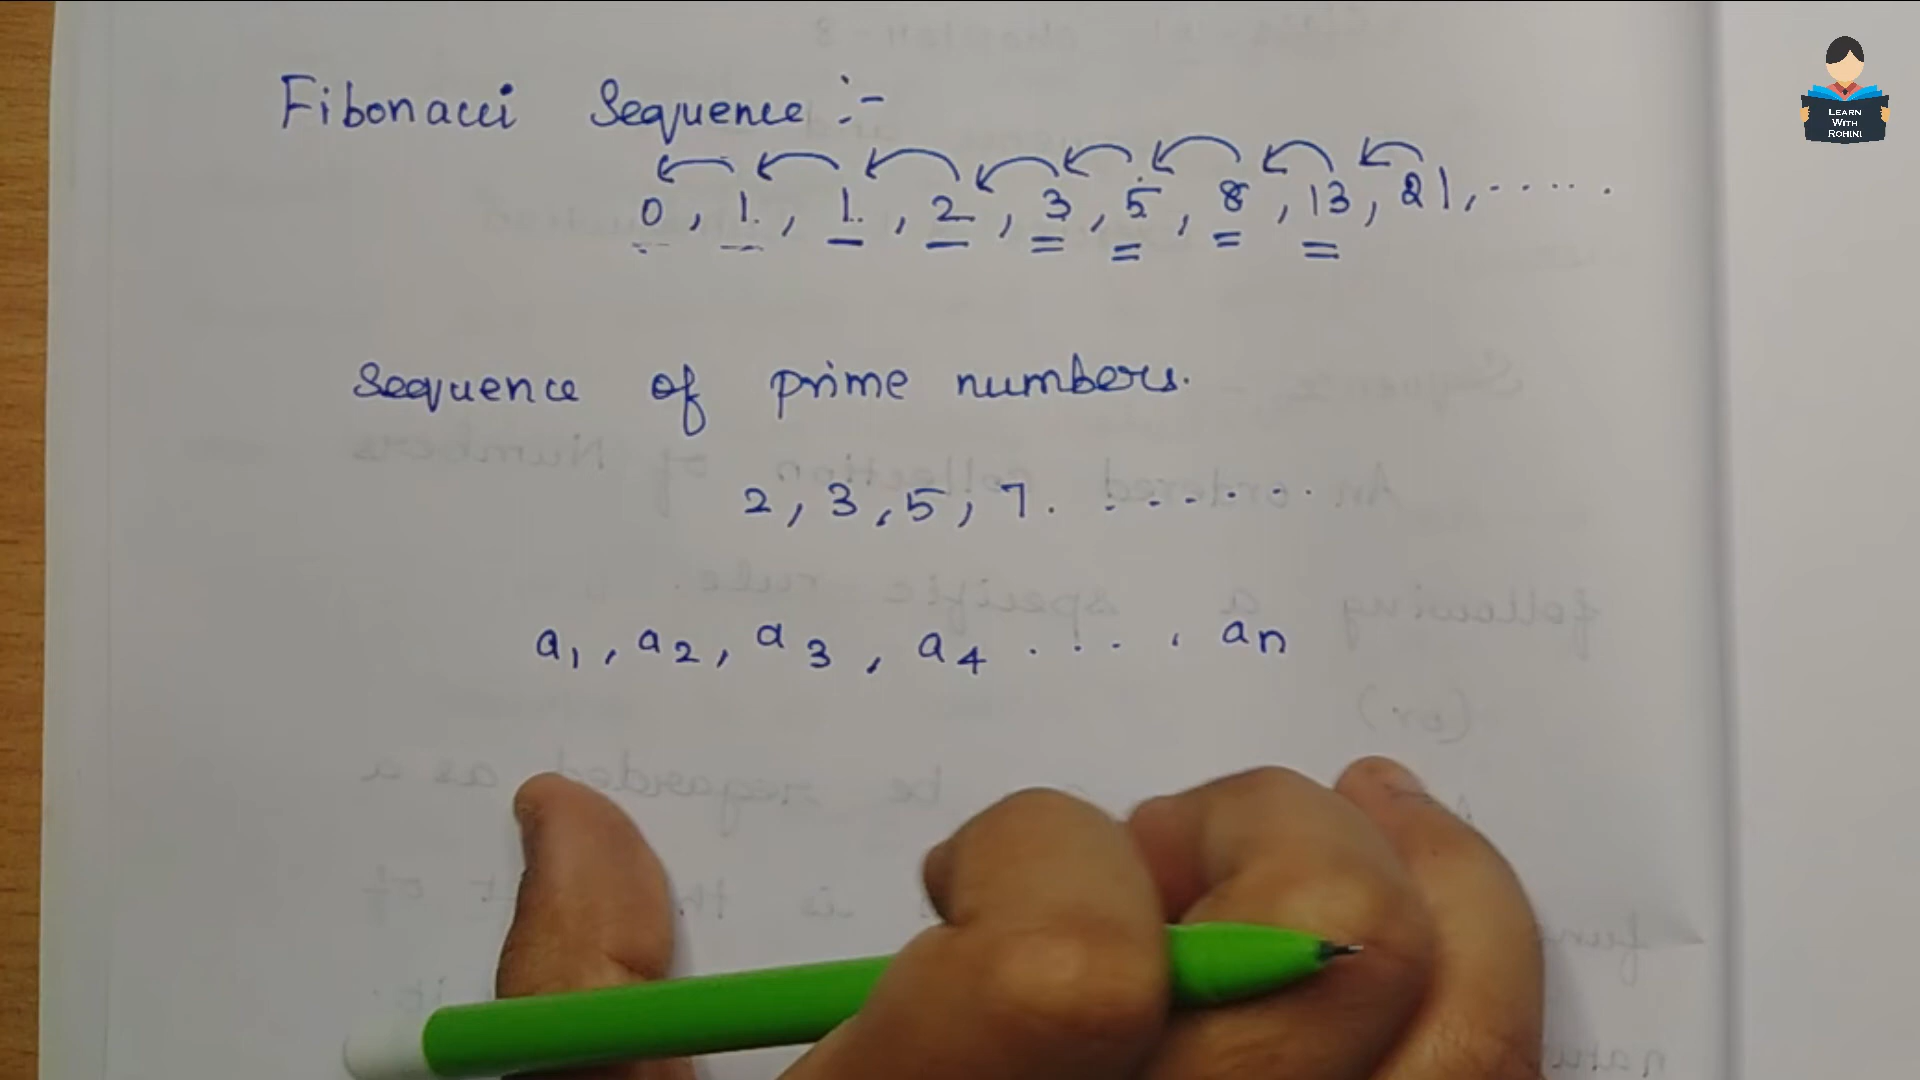 Fibonacci Sequence :-
0, 1, 1, 2, 3, 5, 8, 13, 21, ......
Sequence of prime numbers.
2, 3, 5, 7. ......
a1, a2, a3, a4 ..... an
LEARN
WITH
ROHINI